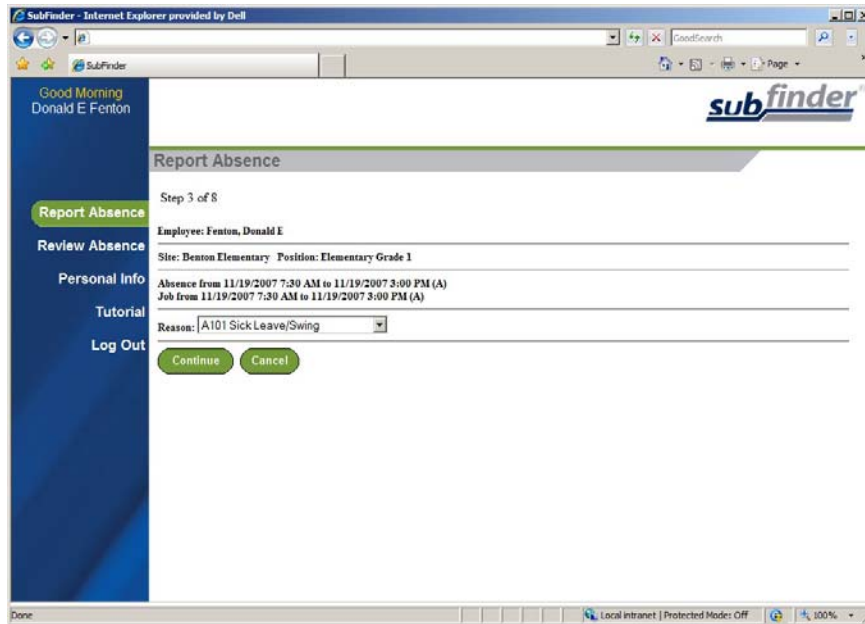 SubFinder - Internet Explorer provided by Dell
GoodSearch
SubFinder
Page
Good Morning
Donald E Fenton
subfinder
Report Absence
Step 3 of 8
Report Absence
Employee: Fenton, Donald E
Review Absence
Site: Benton Elementary Position: Elementary Grade 1
Personal Info
Absence from 11/19/2007 7:30 AM to 11/19/2007 3:00 PM (A)
Job from 11/19/2007 7:30 AM to 11/19/2007 3:00 PM (A)
Tutorial
Reason: A101 Sick Leave/Swing
Log Out
Continue Cancel
Done
Local intranet | Protected Mode: Off
100%